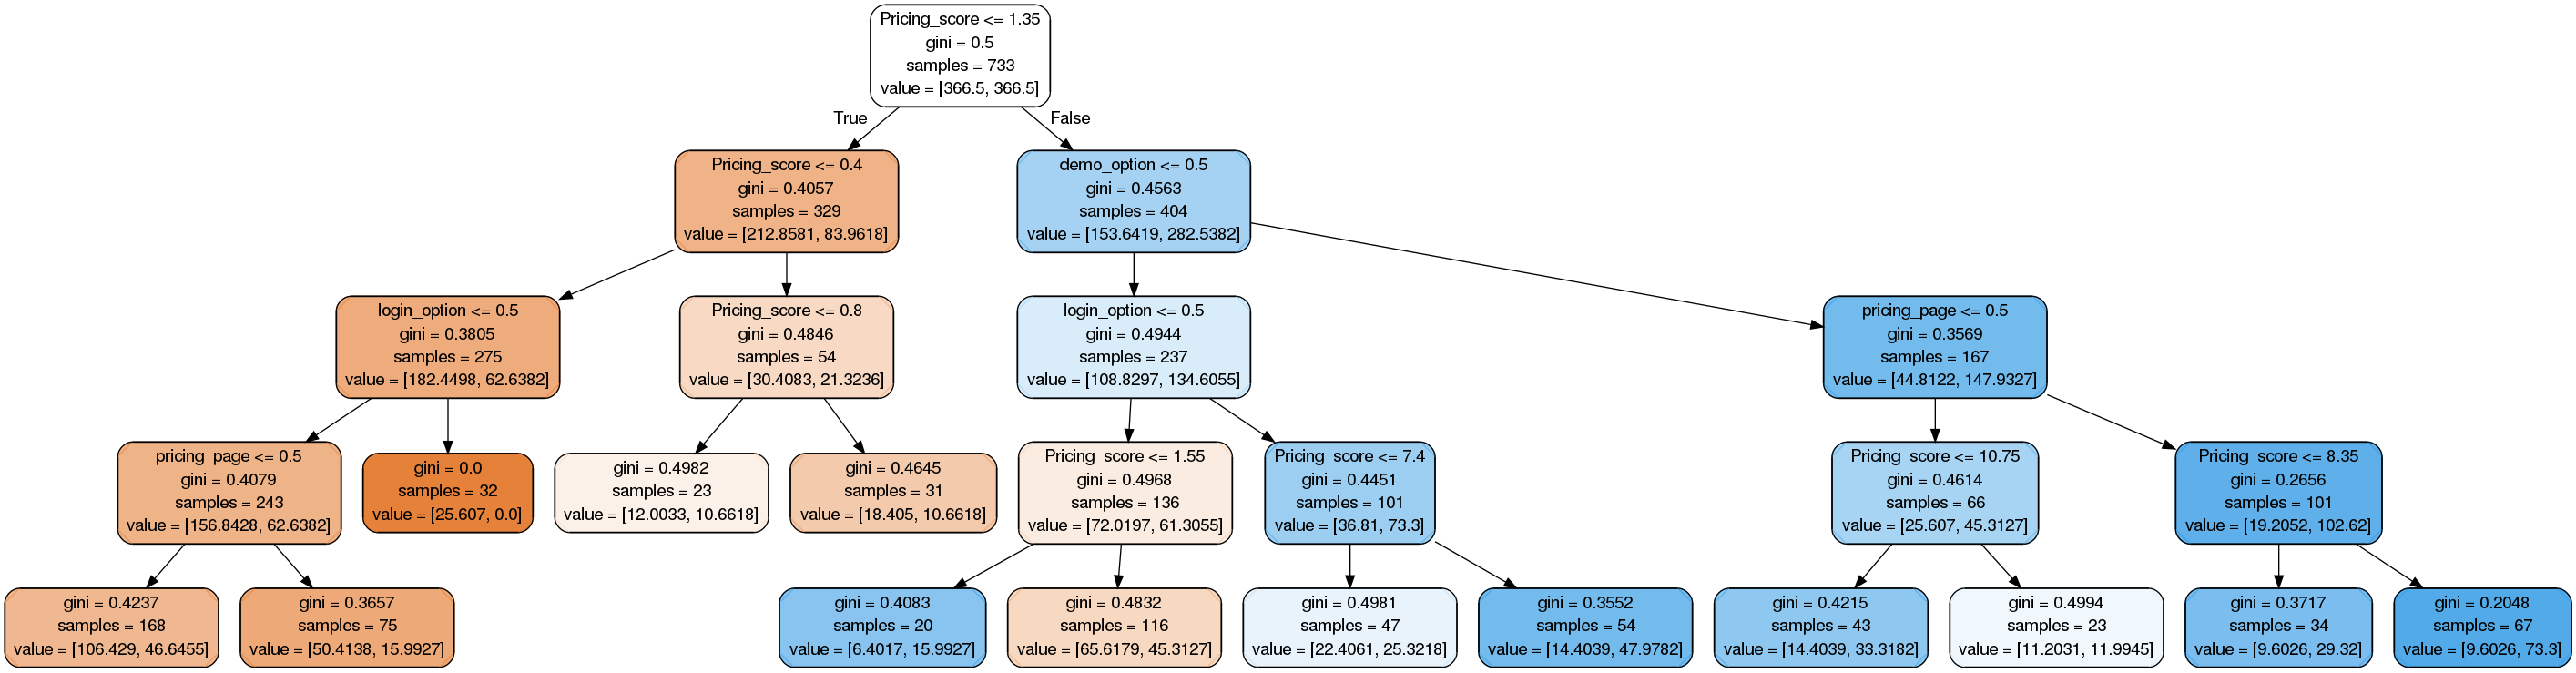 Pricing_score <= 1.35
gini = 0.5
samples = 733
value = [366.5, 366.5]
True
False
Pricing_score <= 0.4
gini = 0.4057
samples = 329
value = [212.8581, 83.9618]
demo_option <= 0.5
gini = 0.4563
samples = 404
value = [153.6419, 282.5382]
login_option <= 0.5
gini = 0.3805
samples = 275
value = [182.4498, 62.6382]
Pricing_score <= 0.8
gini = 0.4846
samples = 54
value = [30.4083, 21.3236]
login_option <= 0.5
gini = 0.4944
samples = 237
value = [108.8297, 134.6055]
pricing_page <= 0.5
gini = 0.3569
samples = 167
value = [44.8122, 147.9327]
pricing_page <= 0.5
gini = 0.4079
samples = 243
value = [156.8428, 62.6382]
gini = 0.0
samples = 32
value = [25.607, 0.0]
gini = 0.4982
samples = 23
value = [12.0033, 10.6618]
gini = 0.4645
samples = 31
value = [18.405, 10.6618]
Pricing_score <= 1.55
gini = 0.4968
samples = 136
value = [72.0197, 61.3055]
Pricing_score <= 7.4
gini = 0.4451
samples = 101
value = [36.81, 73.3]
Pricing_score <= 10.75
gini = 0.4614
samples = 66
value = [25.607, 45.3127]
Pricing_score <= 8.35
gini = 0.2656
samples = 101
value = [19.2052, 102.62]
gini = 0.4237
samples = 168
value = [106.429, 46.6455]
gini = 0.3657
samples = 75
value = [50.4138, 15.9927]
gini = 0.4083
samples = 20
value = [6.4017, 15.9927]
gini = 0.4832
samples = 116
value = [65.6179, 45.3127]
gini = 0.4981
samples = 47
value = [22.4061, 25.3218]
gini = 0.3552
samples = 54
value = [14.4039, 47.9782]
gini = 0.4215
samples = 43
value = [14.4039, 33.3182]
gini = 0.4994
samples = 23
value = [11.2031, 11.9945]
gini = 0.3717
samples = 34
value = [9.6026, 29.32]
gini = 0.2048
samples = 67
value = [9.6026, 73.3]